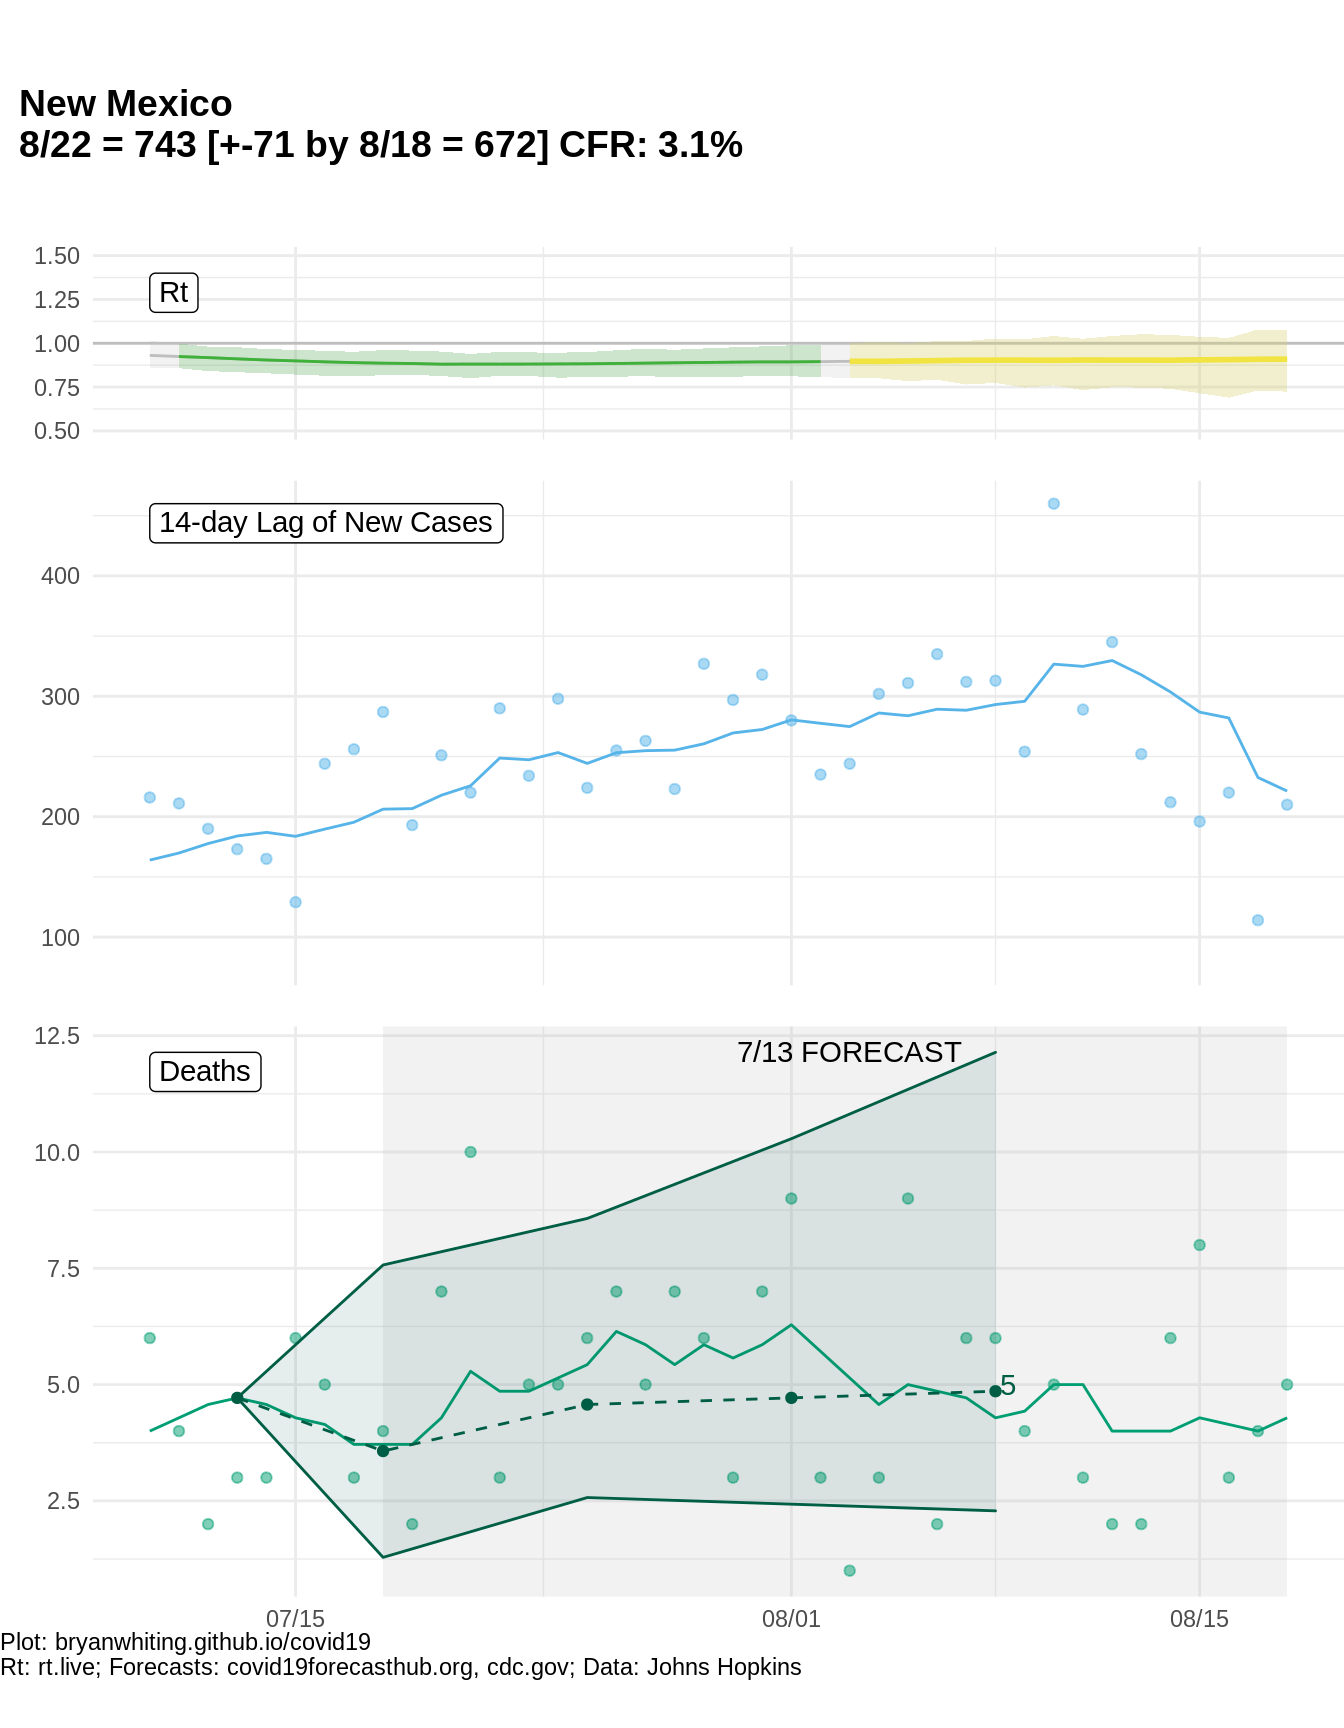 New Mexico
8/22 = 743 [+-71 by 8/18 = 672] CFR: 3.1%
1.50
Rt
1.25
1.00
0.75
0.50
14-day Lag of New Cases
400
300
200
100
12.5
7/13 FORECAST
Deaths
10.0
7.5
5.0
5
2.5
07/15
08/01
08/15
Plot: bryanwhiting.github.io/covid19
Rt: rt.live; Forecasts: covid19forecasthub.org, cdc.gov; Data: Johns Hopkins